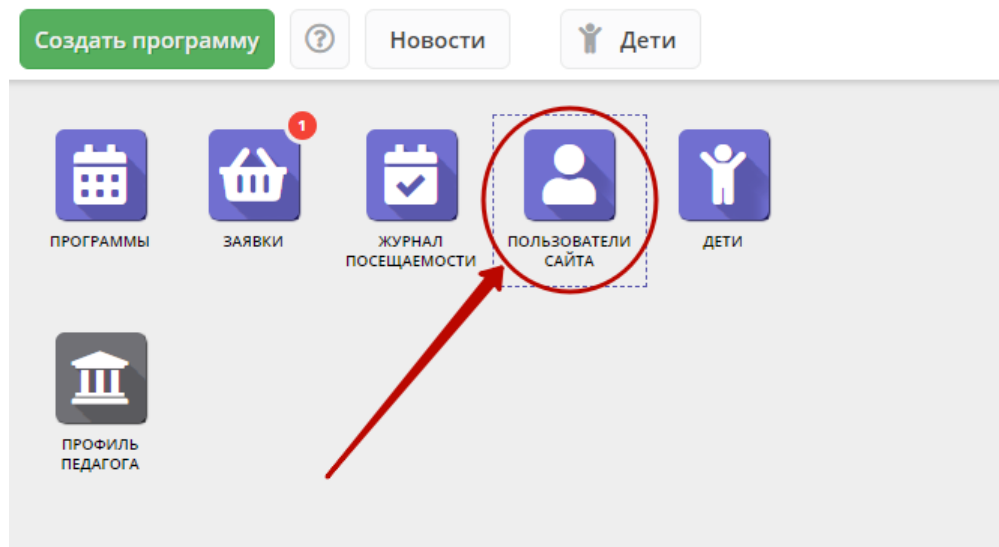 Создать программу
?
Новости
Дети
1
ПРОГРАММЫ
ЗАЯВКИ
ЖУРНАЛ
ПОСЕЩАЕМОСТИ
ПОЛЬЗОВАТЕЛИ
САЙТА
ДЕТИ
ПРОФИЛЬ
ПЕДАГОГА